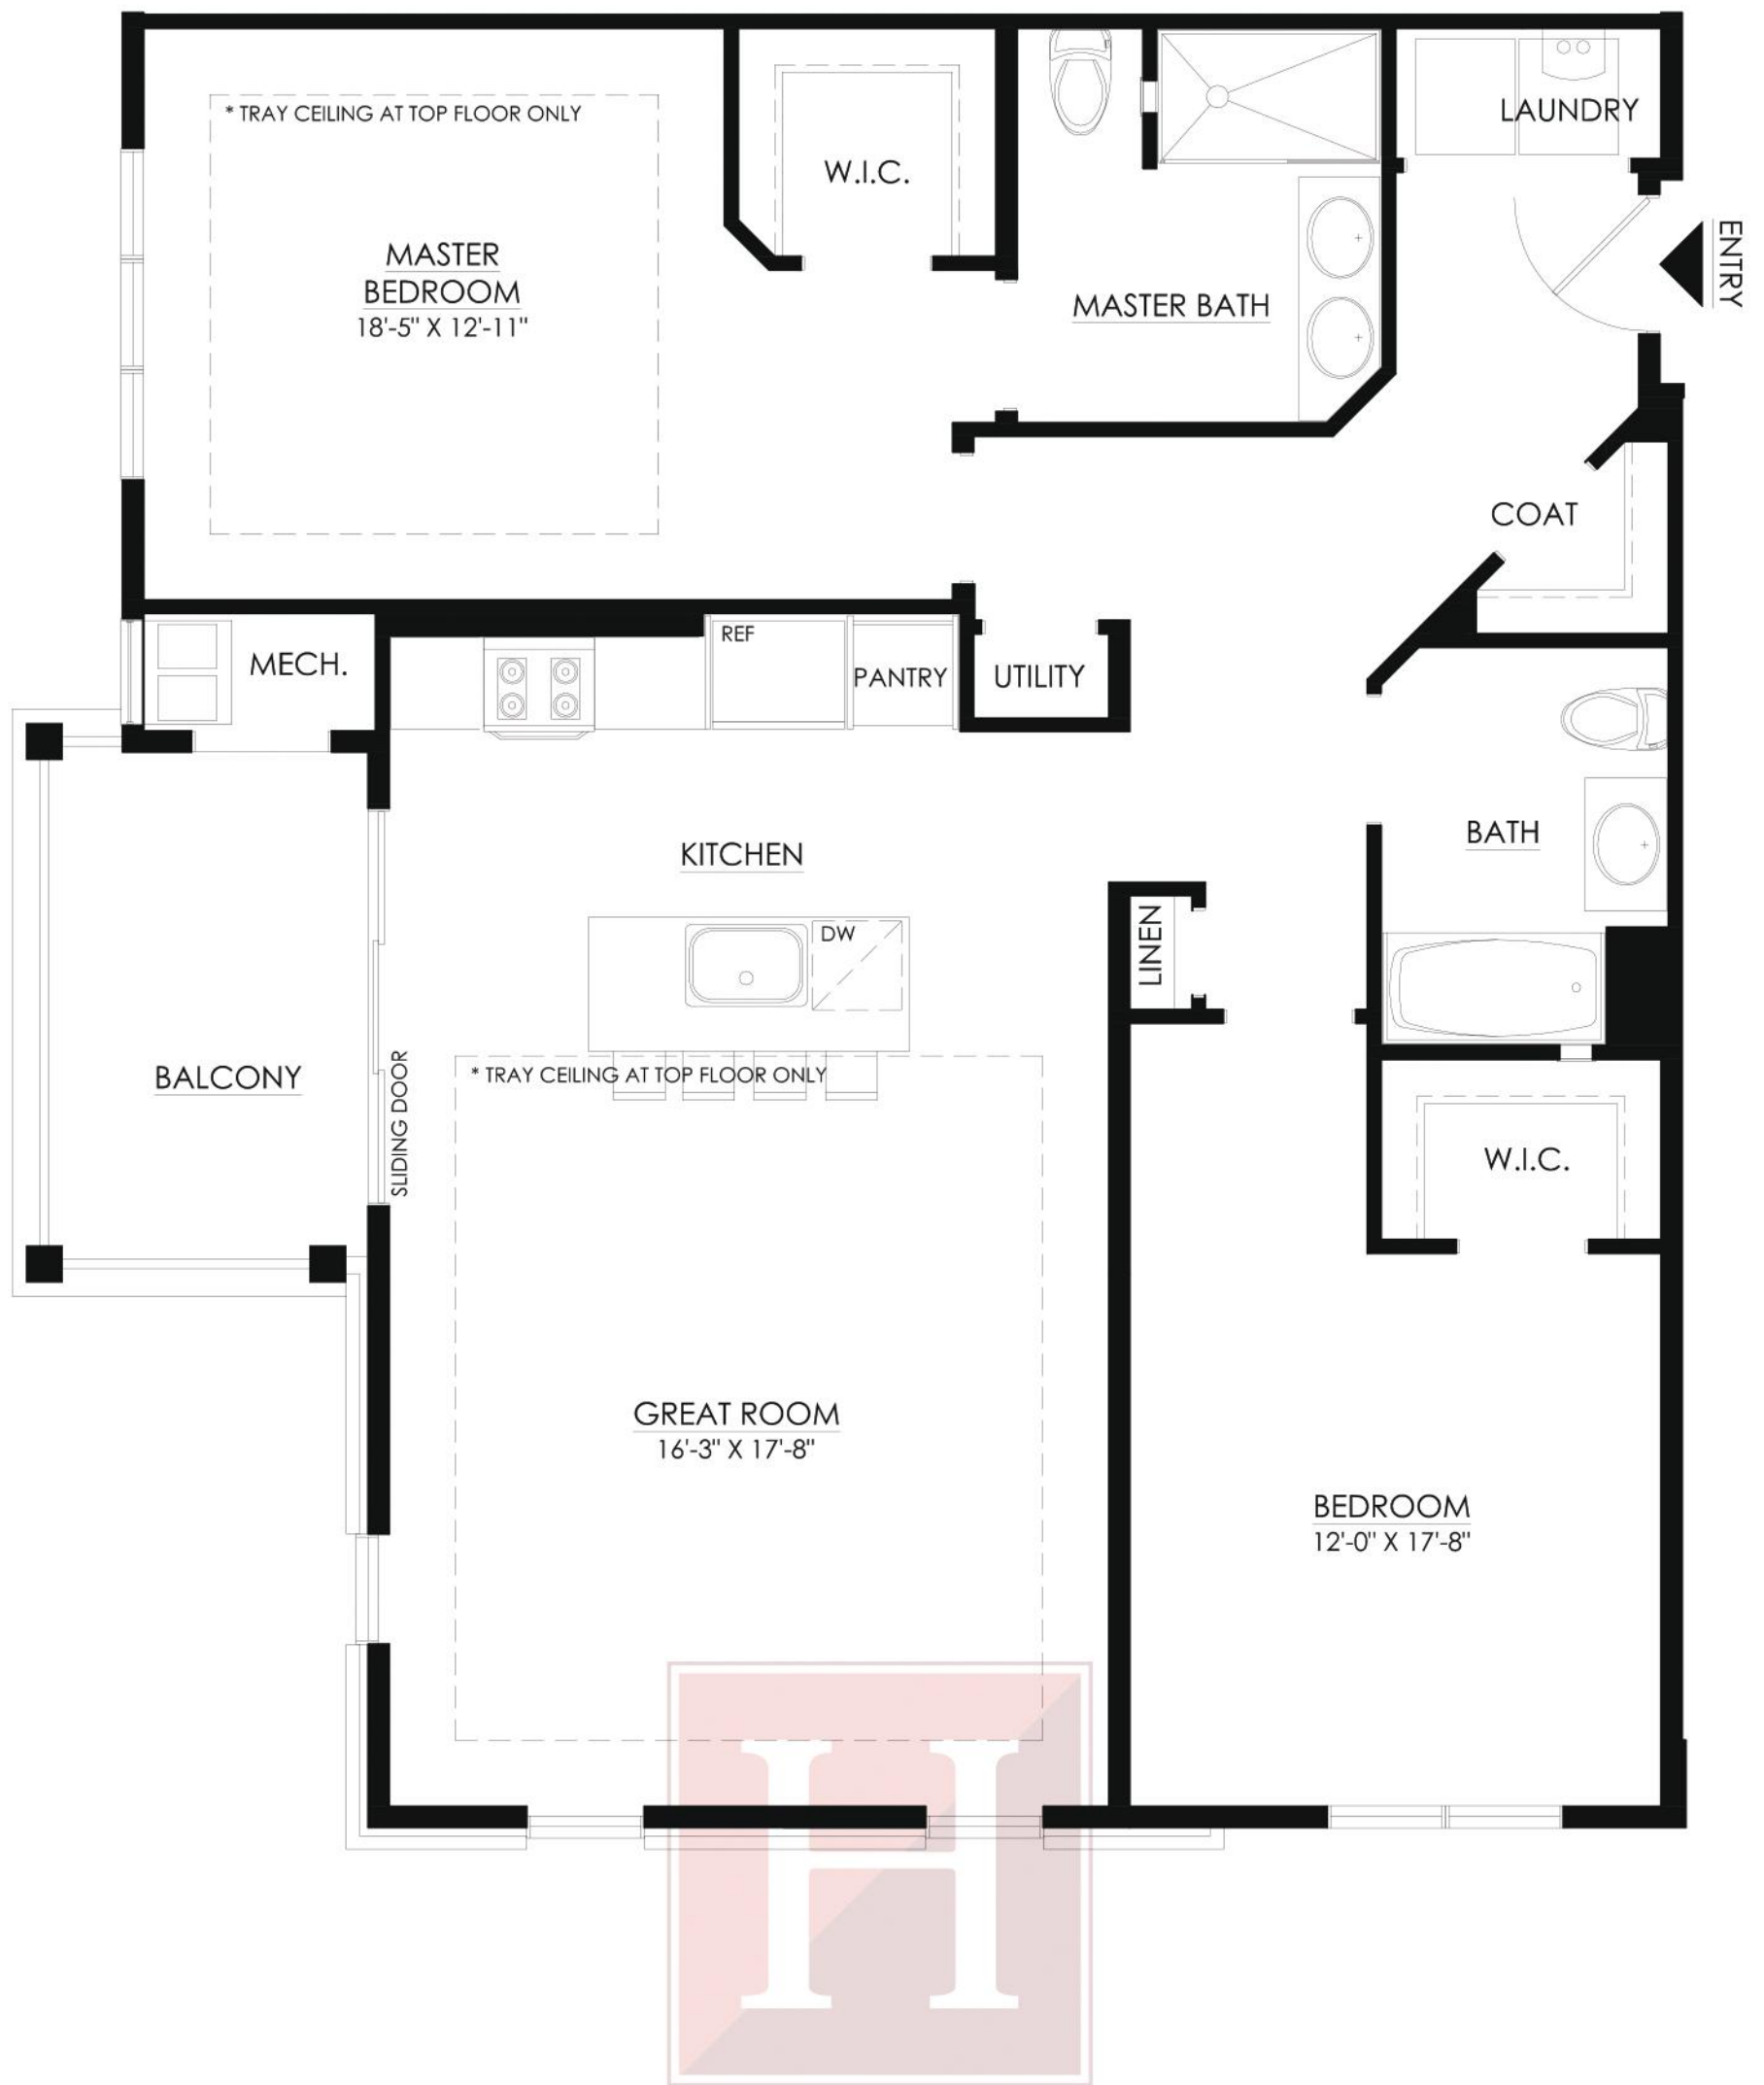 * TRAY CEILING AT TOP FLOOR ONLY
LAUNDRY
W.I.C.
ENTRY
MASTER
BEDROOM
18'-5" X 12'-11"
MASTER BATH
COAT
REF
MECH.
PANTRY
UTILITY
KITCHEN
BATH
DW
LINEN
BALCONY
SLIDING DOOR
* TRAY CEILING AT TOP FLOOR ONLY
W.I.C.
GREAT ROOM
16'-3" X 17'-8"
BEDROOM
12'-0" X 17'-8"
H